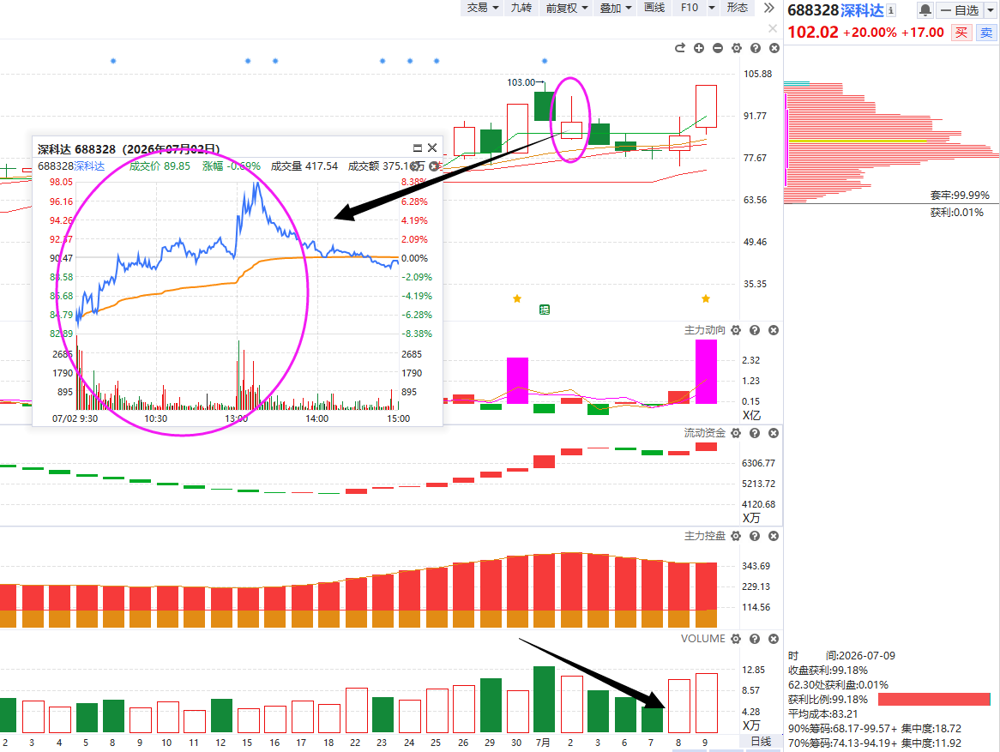 交易 九转 前复权 叠加 画线 F10 形态
688328深科达 自选
102.02 +20.00% +17.00 买 卖
105.88
103.00
91.77
77.67
63.56
49.46
35.35
提
套牢:99.99%
获利:0.01%
深科达 688328（2026年07月02日）
688328深科达 成交价 89.85 涨幅 -0.69% 成交量 417.54 成交额 375.16万
98.05 8.38%
96.16 6.28%
94.26 4.19%
92.37 2.09%
90.47 0.00%
88.58 -2.09%
86.68 -4.19%
84.79 -6.28%
82.89 -8.38%
2685 2685
1790 1790
895 895
07/02 9:30 10:30 13:00 14:00 15:00
主力动向
2.32
1.23
0.15
X亿
流动资金
6306.77
5213.72
4120.68
X万
主力控盘
343.69
229.13
114.56
VOLUME
12.85
8.57
4.28
X万
2 3 4 5 8 9 10 11 12 15 16 17 18 22 23 24 25 26 29 30 7月 2 3 6 7 8 9 日线
时 间:2026-07-09
收盘获利:99.18%
62.30处获利盘:0.01%
获利比例:99.18%
平均成本:83.21
90%筹码:68.17-99.57+ 集中度:18.72
70%筹码:74.13-94.19+ 集中度:11.92